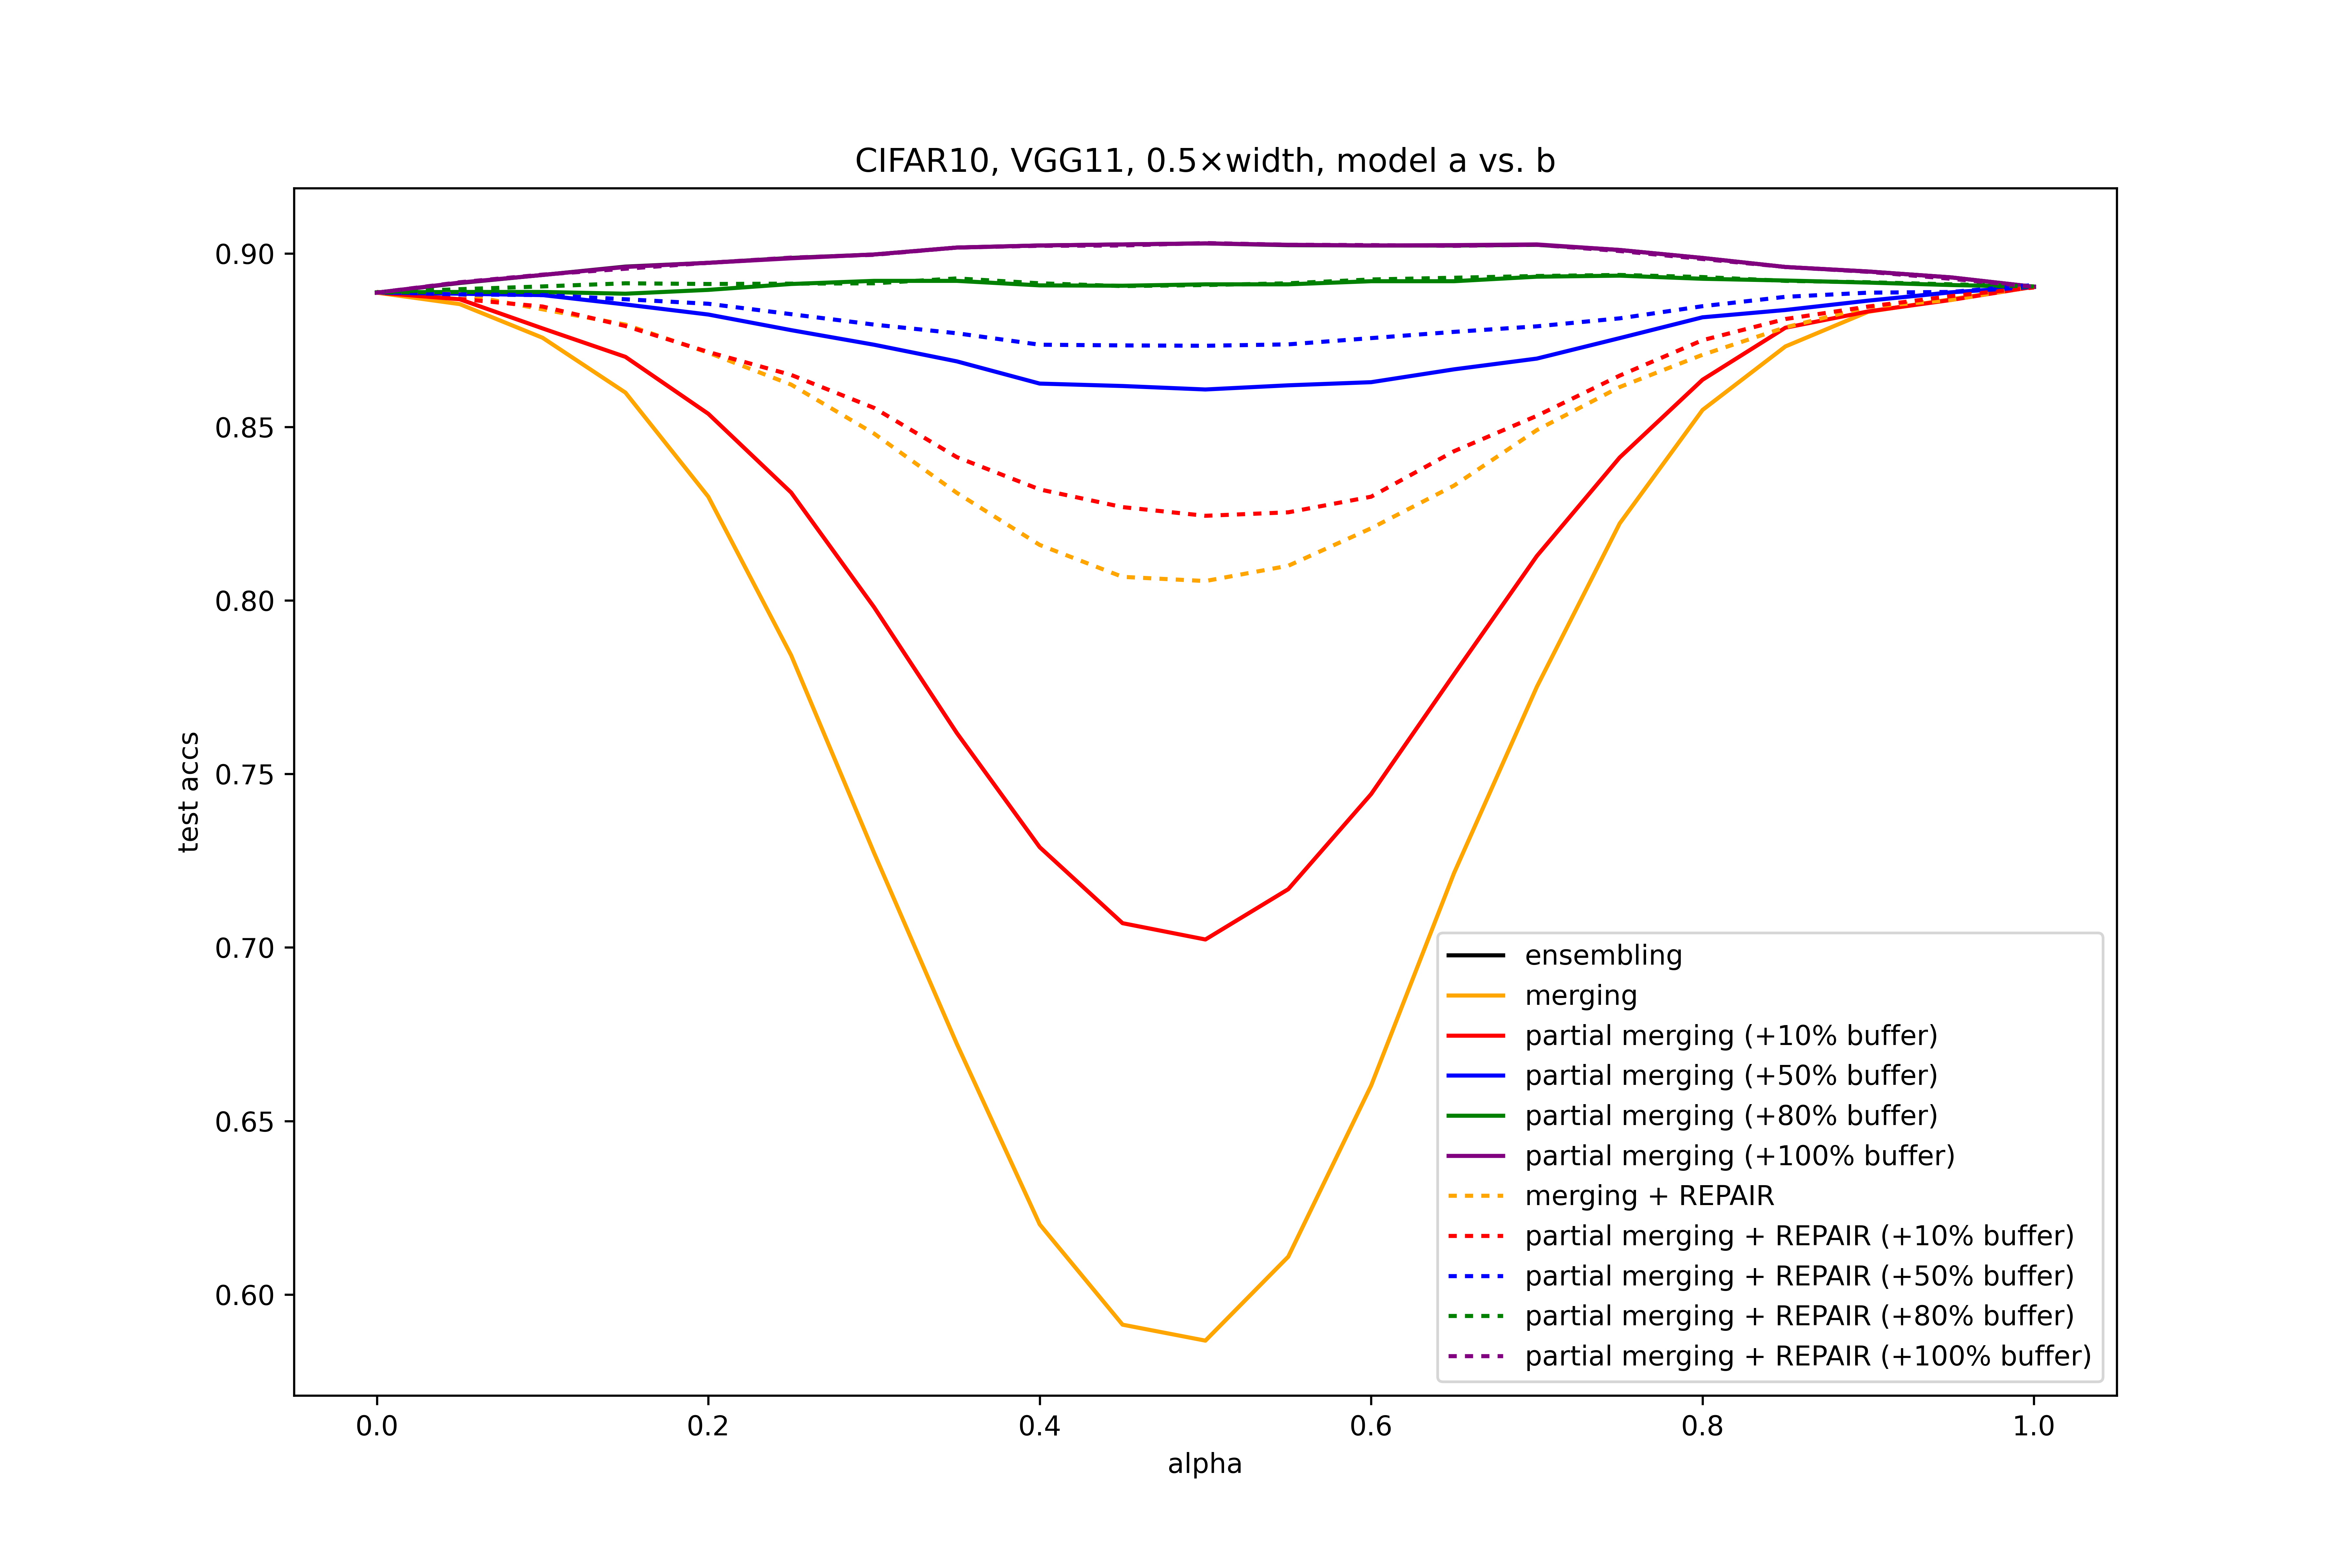 CIFAR10, VGG11, 0.5×width, model a vs. b
0.90
0.85
0.80
0.75
0.70
0.65
0.60
test accs
0.0
0.2
0.4
0.6
0.8
1.0
alpha
ensembling
merging
partial merging (+10% buffer)
partial merging (+50% buffer)
partial merging (+80% buffer)
partial merging (+100% buffer)
merging + REPAIR
partial merging + REPAIR (+10% buffer)
partial merging + REPAIR (+50% buffer)
partial merging + REPAIR (+80% buffer)
partial merging + REPAIR (+100% buffer)